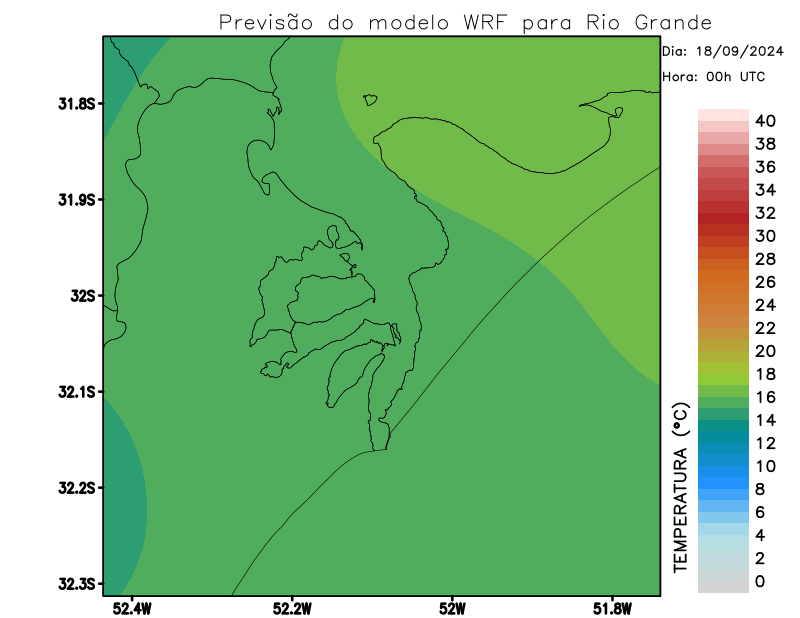 Previsão do modelo WRF para Rio Grande
Dia: 18/09/2024
Hora: 00h UTC
31.8S
31.9S
32S
32.1S
32.2S
32.3S
52.4W
52.2W
52W
51.8W
TEMPERATURA (°C)
40
38
36
34
32
30
28
26
24
22
20
18
16
14
12
10
8
6
4
2
0